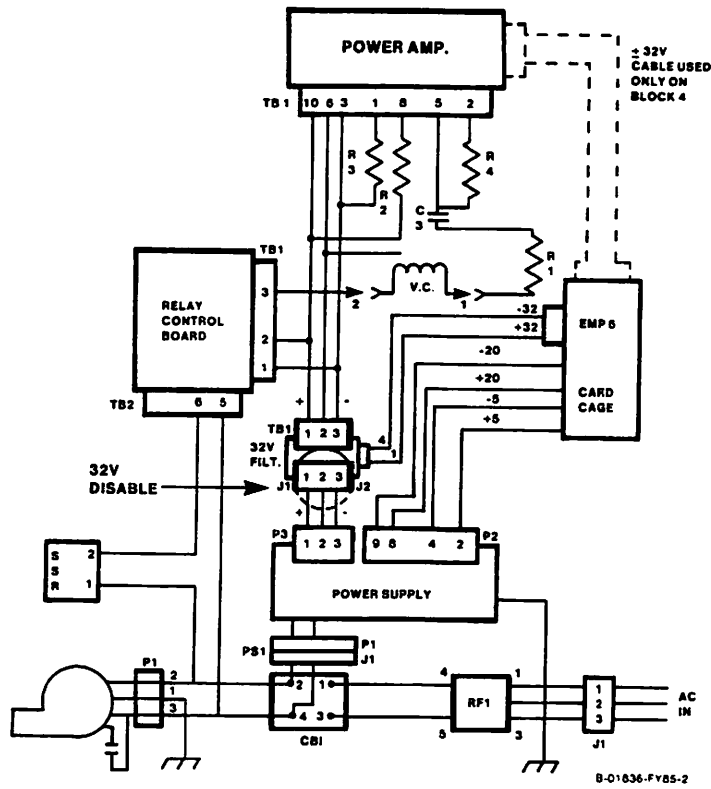 POWER AMP.
± 32V
CABLE USED
ONLY ON
BLOCK 4
TB 1 10 6 3 1 8 5 2
R
3
R
2
R
4
C
3
R
1
TB1
RELAY
CONTROL
BOARD
3
2
1
2
V.C.
1
TB2 6 5
-32
+32
-20
+20
-5
+5
EMP 5
CARD
CAGE
+ -
TB1 1 2 3
32V
FILT.
4
1
J1 1 2 3 J2
32V
DISABLE
+ -
P3 1 2 3
9 8 4 2 P2
S
S
R
2
1
POWER SUPPLY
PS1
P1
J1
P1
2
1
3
2 1
4 3
CBI
4
5
RF1
1
3
1
2
3
J1
AC
IN
B-01836-FY85-2